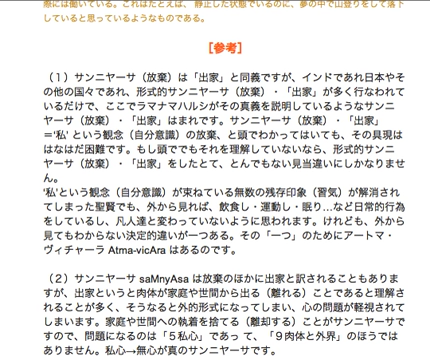 際には働いている。これはたとえば、 静止した状態でいるのに、夢の中で山登りをして落下
していると思っているようなものである。
［参考］
（１）サンニヤーサ（放棄）は「出家」と同義ですが、インドであれ日本やそ
の他の国々であれ、形式的サンニヤーサ（放棄）・「出家」が多く行なわれて
いるだけで、ここでラマナマハルシがその真義を説明しているようなサンニ
ヤーサ（放棄）・「出家」はまれです。サンニヤーサ（放棄）・「出家」
＝‘私’ という観念（自分意識）の放棄、と頭でわかってはいても、その具現は
はなはだ困難です。もし頭ででもそれを理解していないなら、形式的サンニ
ヤーサ（放棄）・「出家」をしたとて、とんでもない見当違いにしかなりませ
ん。
‘私’という観念（自分意識）が束ねている無数の残存印象（習気）が解消され
てしまった聖賢でも、外から見れば、飲食し・運動し・眠り…など日常的行為
をしているし、凡人達と変わっていないように思われます。けれども、外から
見てもわからない決定的違いが一つある。その「一つ」のためにアートマ・
ヴィチャーラ Atma-vicAra はあるのです。
（２）サンニヤーサ saMnyAsa は放棄のほかに出家と訳されることもありま
すが、出家というと肉体が家庭や世間から出る（離れる）ことであると理解さ
れることが多く、そうなると外的形式になってしまい、心の問題が軽視されて
しまいます。家庭や世間への執着を捨てる（離却する）ことがサンニヤーサで
すので、問題になるのは「５私心」であっ て、「９肉体と外界」のほうでは
ありません。私心→無心が真のサンニヤーサです。